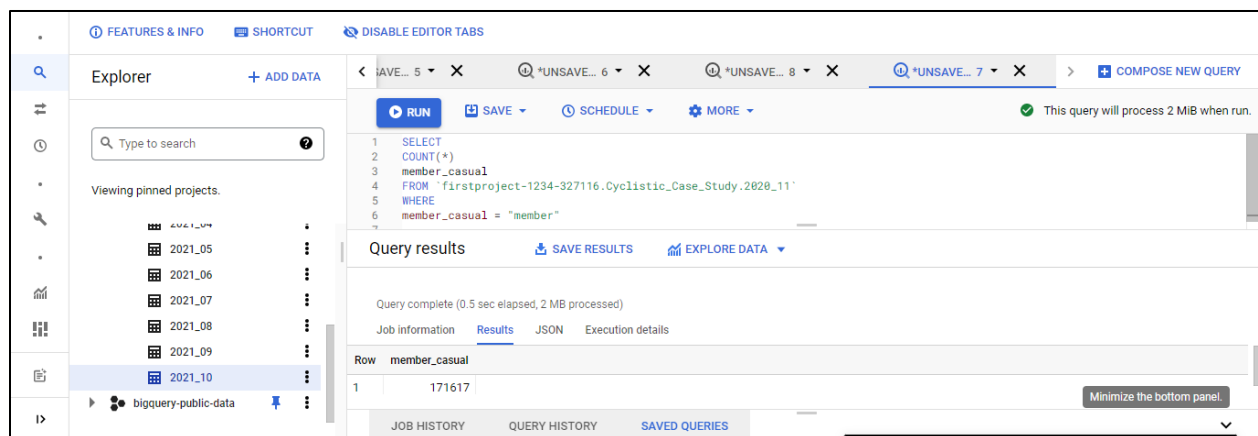 FEATURES & INFO SHORTCUT DISABLE EDITOR TABS
Explorer + ADD DATA
Type to search
Viewing pinned projects.
2021_04
2021_05
2021_06
2021_07
2021_08
2021_09
2021_10
bigquery-public-data
5 *UNSAVE... 6 *UNSAVE... 8 *UNSAVE... 7 COMPOSE NEW QUERY
RUN SAVE SCHEDULE MORE This query will process 2 MiB when run.
1 SELECT
2 COUNT(*)
3 member_casual
4 FROM `firstproject-1234-327116.Cyclistic_Case_Study.2020_11`
5 WHERE
6 member_casual = "member"
Query results SAVE RESULTS EXPLORE DATA
Query complete (0.5 sec elapsed, 2 MB processed)
Job information Results JSON Execution details
Row member_casual
1 171617
Minimize the bottom panel.
JOB HISTORY QUERY HISTORY SAVED QUERIES